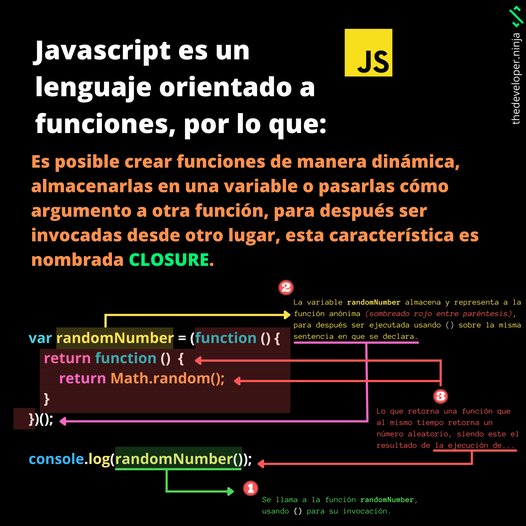 Javascript es un
lenguaje orientado a
funciones, por lo que:
JS
thedeveloper.ninja
Es posible crear funciones de manera dinámica,
almacenarlas en una variable o pasarlas cómo
argumento a otra función, para después ser
invocadas desde otro lugar, esta característica es
nombrada CLOSURE.
2
La variable randomNumber almacena y representa a la
función anónima (sombreado rojo entre paréntesis),
para después ser ejecutada usando () sobre la misma
sentencia en que se declara.
var randomNumber = (function () {
return function () {
return Math.random();
}
})();
3
Lo que retorna una función que
al mismo tiempo retorna un
número aleatorio, siendo este el
resultado de la ejecución de...
console.log(randomNumber());
1
Se llama a la función randomNumber,
usando () para su invocación.